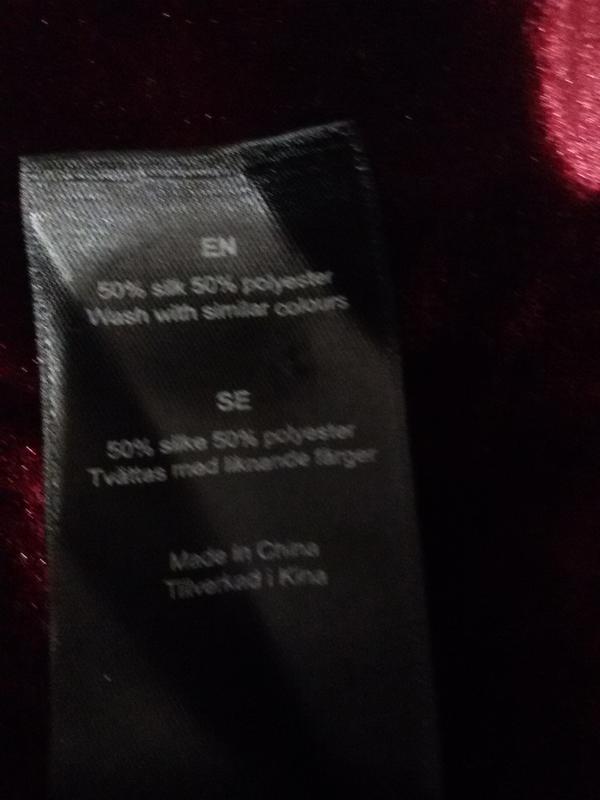 EN
50% silk 50% polyester
Wash with similar colours
SE
50% silke 50% polyester
Tvättas med liknande färger
Made in China
Tillverkad i Kina